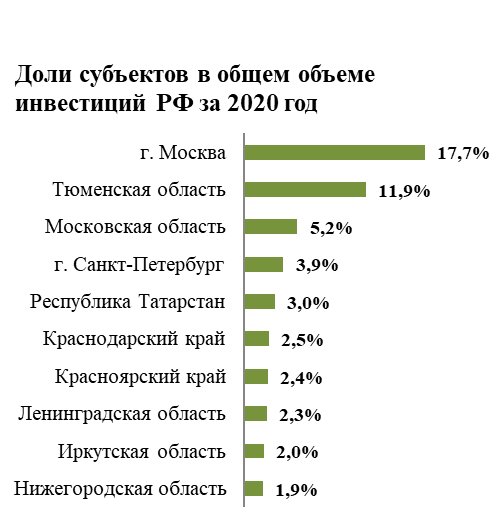 Доли субъектов в общем объеме
инвестиций РФ за 2020 год
г. Москва 17,7%
Тюменская область 11,9%
Московская область 5,2%
г. Санкт-Петербург 3,9%
Республика Татарстан 3,0%
Краснодарский край 2,5%
Красноярский край 2,4%
Ленинградская область 2,3%
Иркутская область 2,0%
Нижегородская область 1,9%